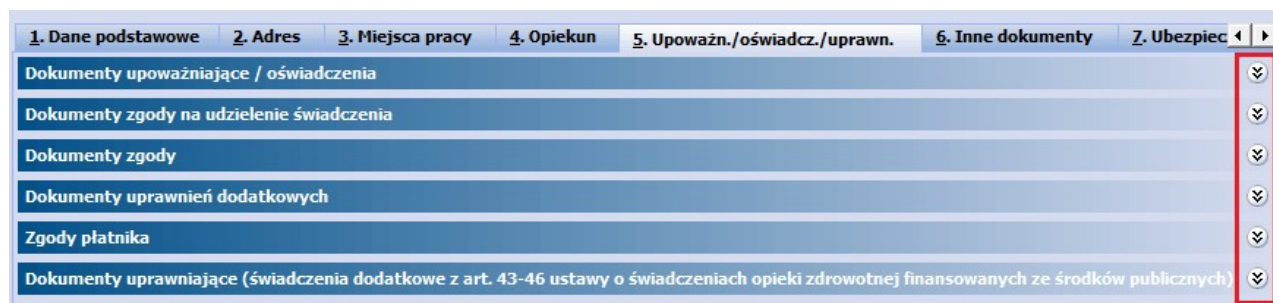 1. Dane podstawowe 2. Adres 3. Miejsca pracy 4. Opiekun 5. Upoważn./oświadcz./uprawn. 6. Inne dokumenty 7. Ubezpiec
Dokumenty upoważniające / oświadczenia
Dokumenty zgody na udzielenie świadczenia
Dokumenty zgody
Dokumenty uprawnień dodatkowych
Zgody płatnika
Dokumenty uprawniające (świadczenia dodatkowe z art. 43-46 ustawy o świadczeniach opieki zdrowotnej finansowanych ze środków publicznych)